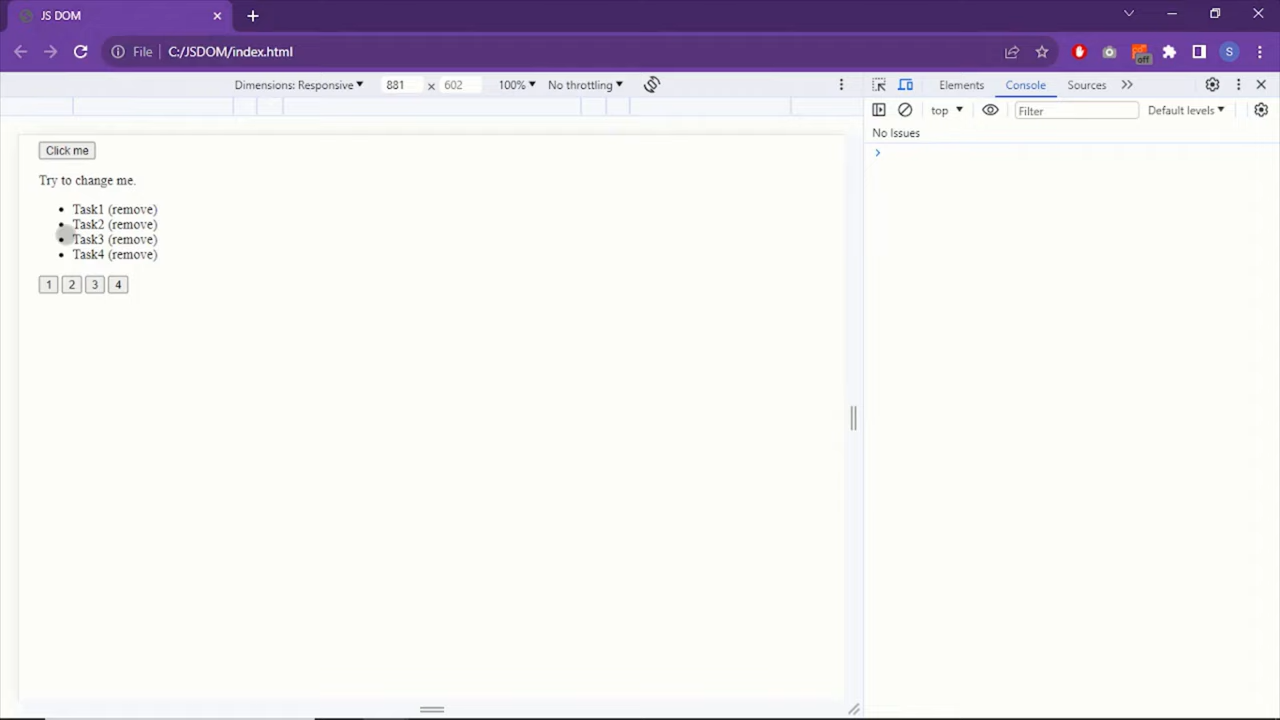 JS DOM
File C:/JSDOM/index.html
S
off
Dimensions: Responsive 881 × 602 100% No throttling
Elements Console Sources
top Filter Default levels
No Issues
Click me
Try to change me.
Task1 (remove)
Task2 (remove)
Task3 (remove)
Task4 (remove)
1 2 3 4